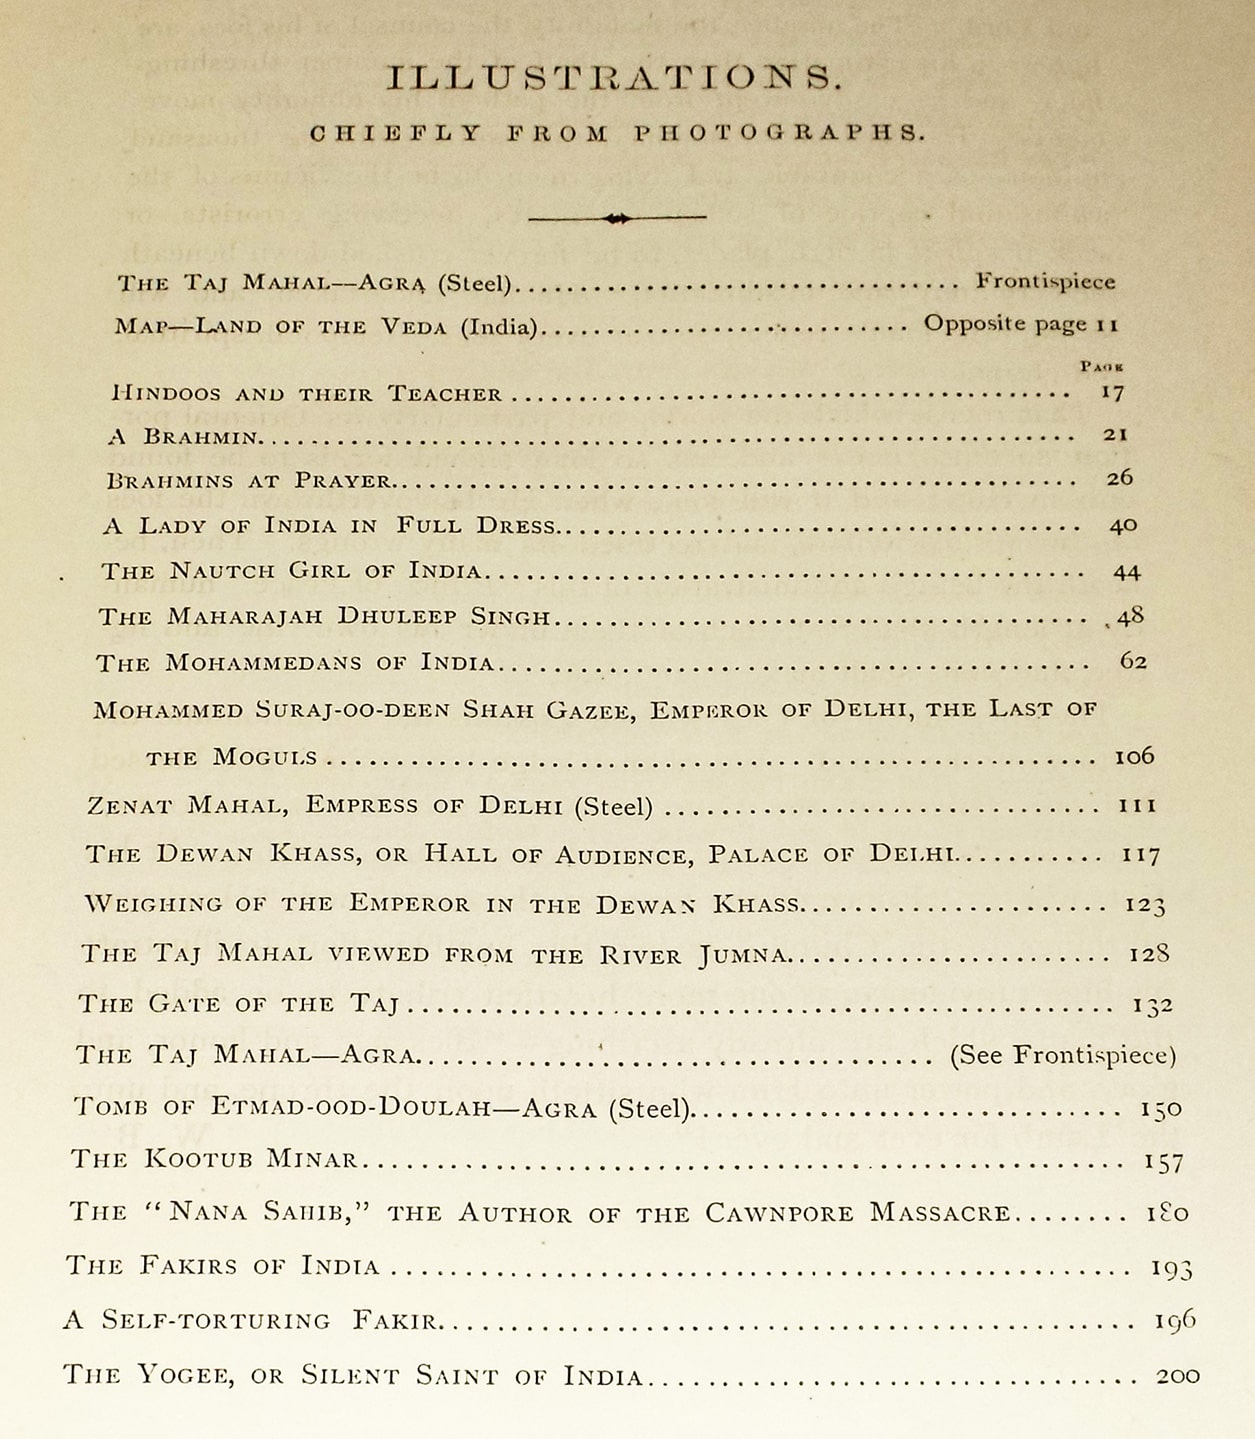 ILLUSTRATIONS.
CHIEFLY FROM PHOTOGRAPHS.
THE TAJ MAHAL—AGRA (Steel)................................ Frontispiece
MAP—LAND OF THE VEDA (India)........................... Opposite page 11
PAGE
HINDOOS AND THEIR TEACHER ......................................... 17
A BRAHMIN............................................................ 21
BRAHMINS AT PRAYER.................................................. 26
A LADY OF INDIA IN FULL DRESS....................................... 40
THE NAUTCH GIRL OF INDIA............................................ 44
THE MAHARAJAH DHULEEP SINGH........................................ 48
THE MOHAMMEDANS OF INDIA........................................... 62
MOHAMMED SURAJ-OO-DEEN SHAH GAZEE, EMPEROR OF DELHI, THE LAST OF
THE MOGULS ......................................................... 106
ZENAT MAHAL, EMPRESS OF DELHI (Steel) ................................ 111
THE DEWAN KHASS, OR HALL OF AUDIENCE, PALACE OF DELHI........... 117
WEIGHING OF THE EMPEROR IN THE DEWAN KHASS....................... 123
THE TAJ MAHAL VIEWED FROM THE RIVER JUMNA........................ 128
THE GATE OF THE TAJ .................................................. 132
THE TAJ MAHAL—AGRA..................................... (See Frontispiece)
TOMB OF ETMAD-OOD-DOULAH—AGRA (Steel).............................. 150
THE KOOTUB MINAR.................................................... 157
THE "NANA SAHIB," THE AUTHOR OF THE CAWNPORE MASSACRE........ 180
THE FAKIRS OF INDIA .................................................. 193
A SELF-TORTURING FAKIR.............................................. 196
THE YOGEE, OR SILENT SAINT OF INDIA................................. 200